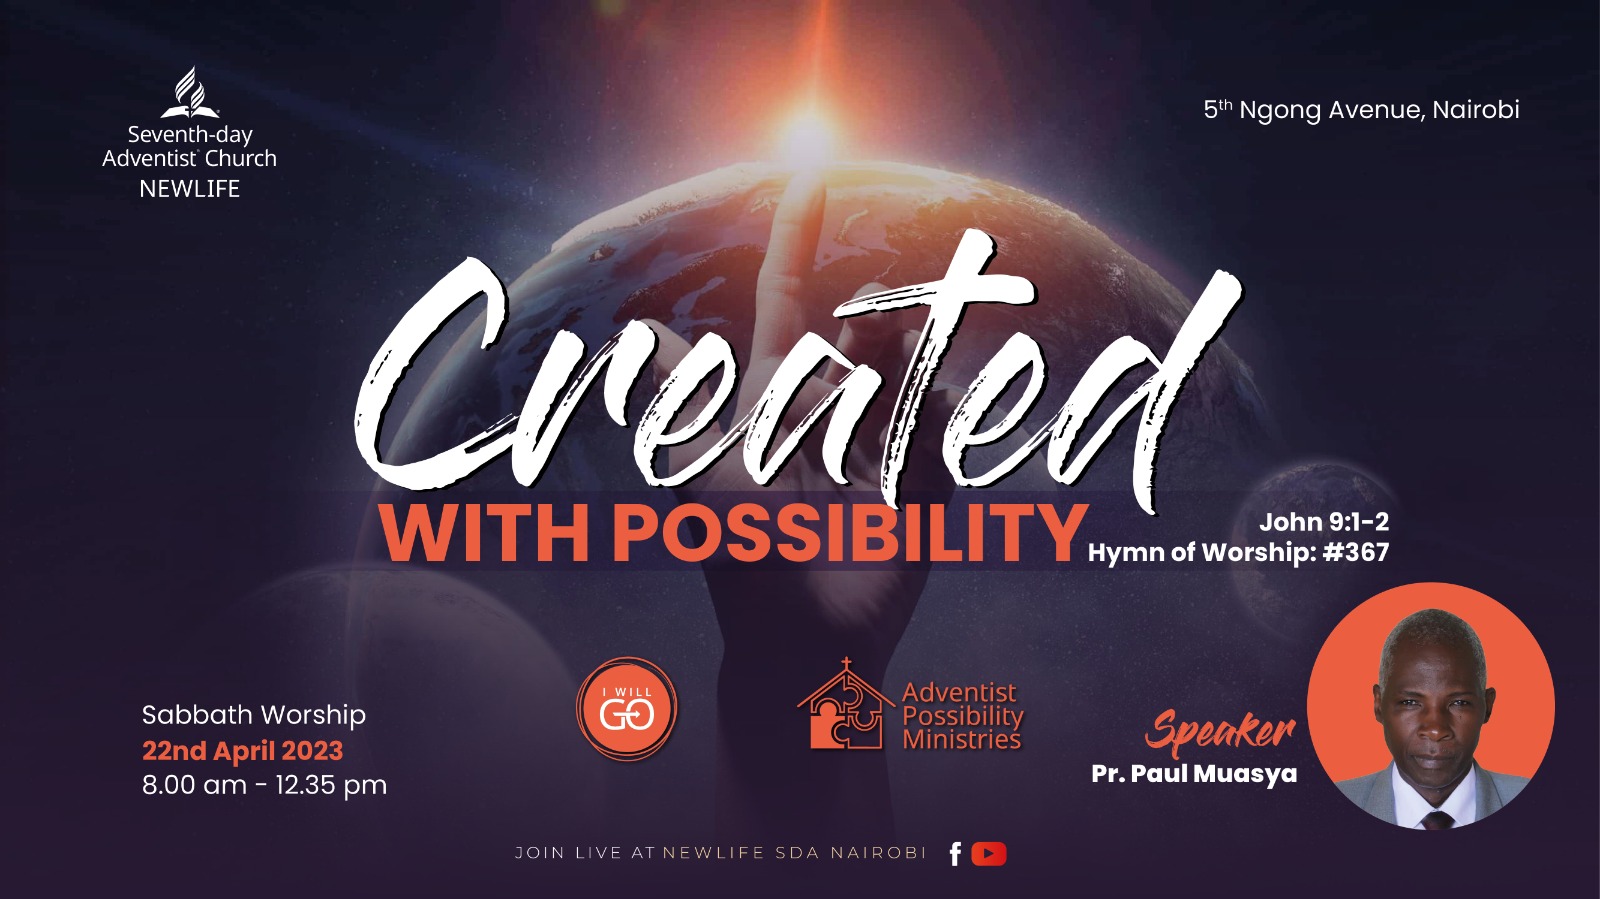 Seventh-day
Adventist® Church
NEWLIFE
5th Ngong Avenue, Nairobi
Created
WITH POSSIBILITY
John 9:1-2
Hymn of Worship: #367
Sabbath Worship
22nd April 2023
8.00 am - 12.35 pm
I WILL
GO
Adventist
Possibility
Ministries
Speaker
Pr. Paul Muasya
JOIN LIVE AT NEWLIFE SDA NAIROBI